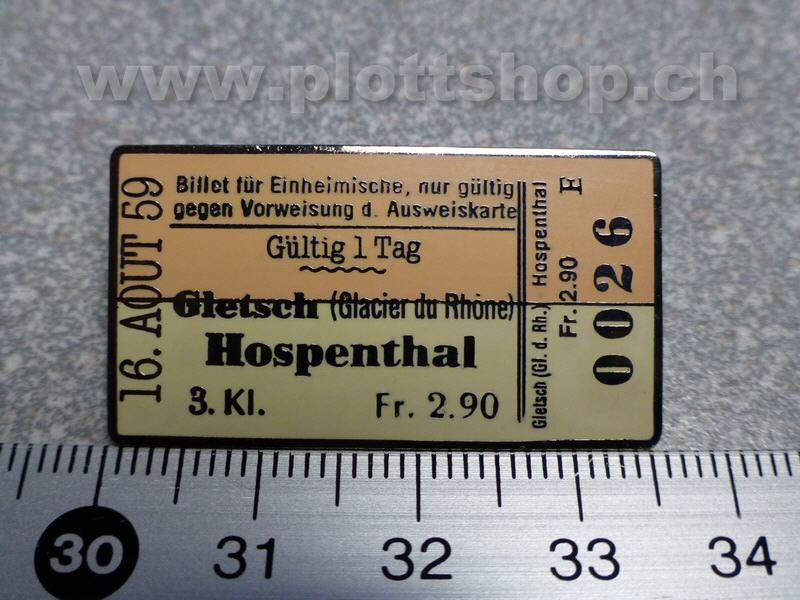 www.plottshop.ch
16. AOUT 59
Billet für Einheimische, nur gültig
gegen Vorweisung d. Ausweiskarte
Gültig 1 Tag
Gletsch (Glacier du Rhône)
Hospenthal
3. Kl. Fr. 2.90
Gletsch (Gl. d. Rh.) Hospenthal
Fr. 2.90 E
0026
30 31 32 33 34